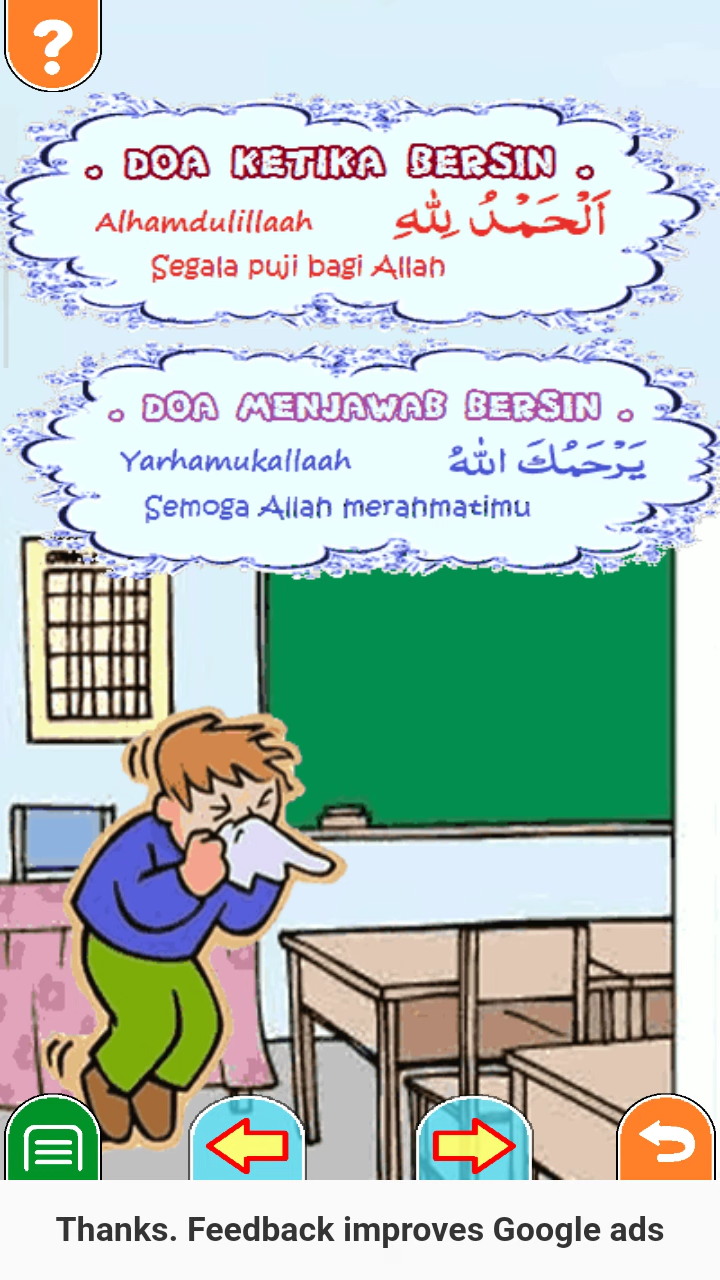 ?
. DOA KETIKA BERSIN .
Alhamdulillaah اَلْحَمْدُ لِلّٰهِ
Segala puji bagi Allah
. DOA MENJAWAB BERSIN .
Yarhamukallaah يَرْحَمُكَ اللّٰهُ
Semoga Allah merahmatimu
Thanks. Feedback improves Google ads